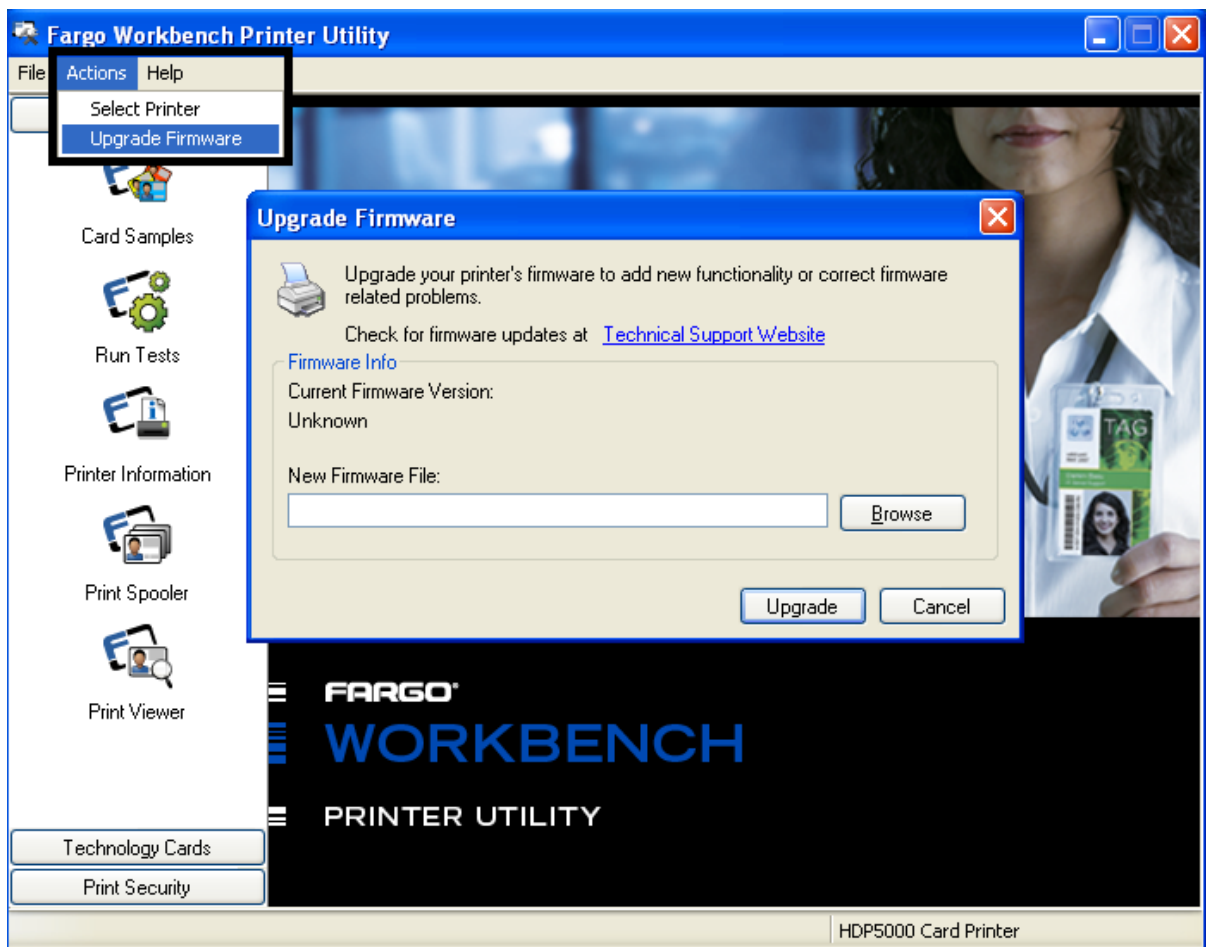 Fargo Workbench Printer Utility
File Actions Help
Select Printer
Upgrade Firmware
Card Samples
Run Tests
Printer Information
Print Spooler
Print Viewer
Technology Cards
Print Security
Upgrade Firmware
Upgrade your printer's firmware to add new functionality or correct firmware
related problems.
Check for firmware updates at Technical Support Website
Firmware Info
Current Firmware Version:
Unknown
New Firmware File:
Browse
Upgrade Cancel
TAG
FARGO®
WORKBENCH
PRINTER UTILITY
HDP5000 Card Printer